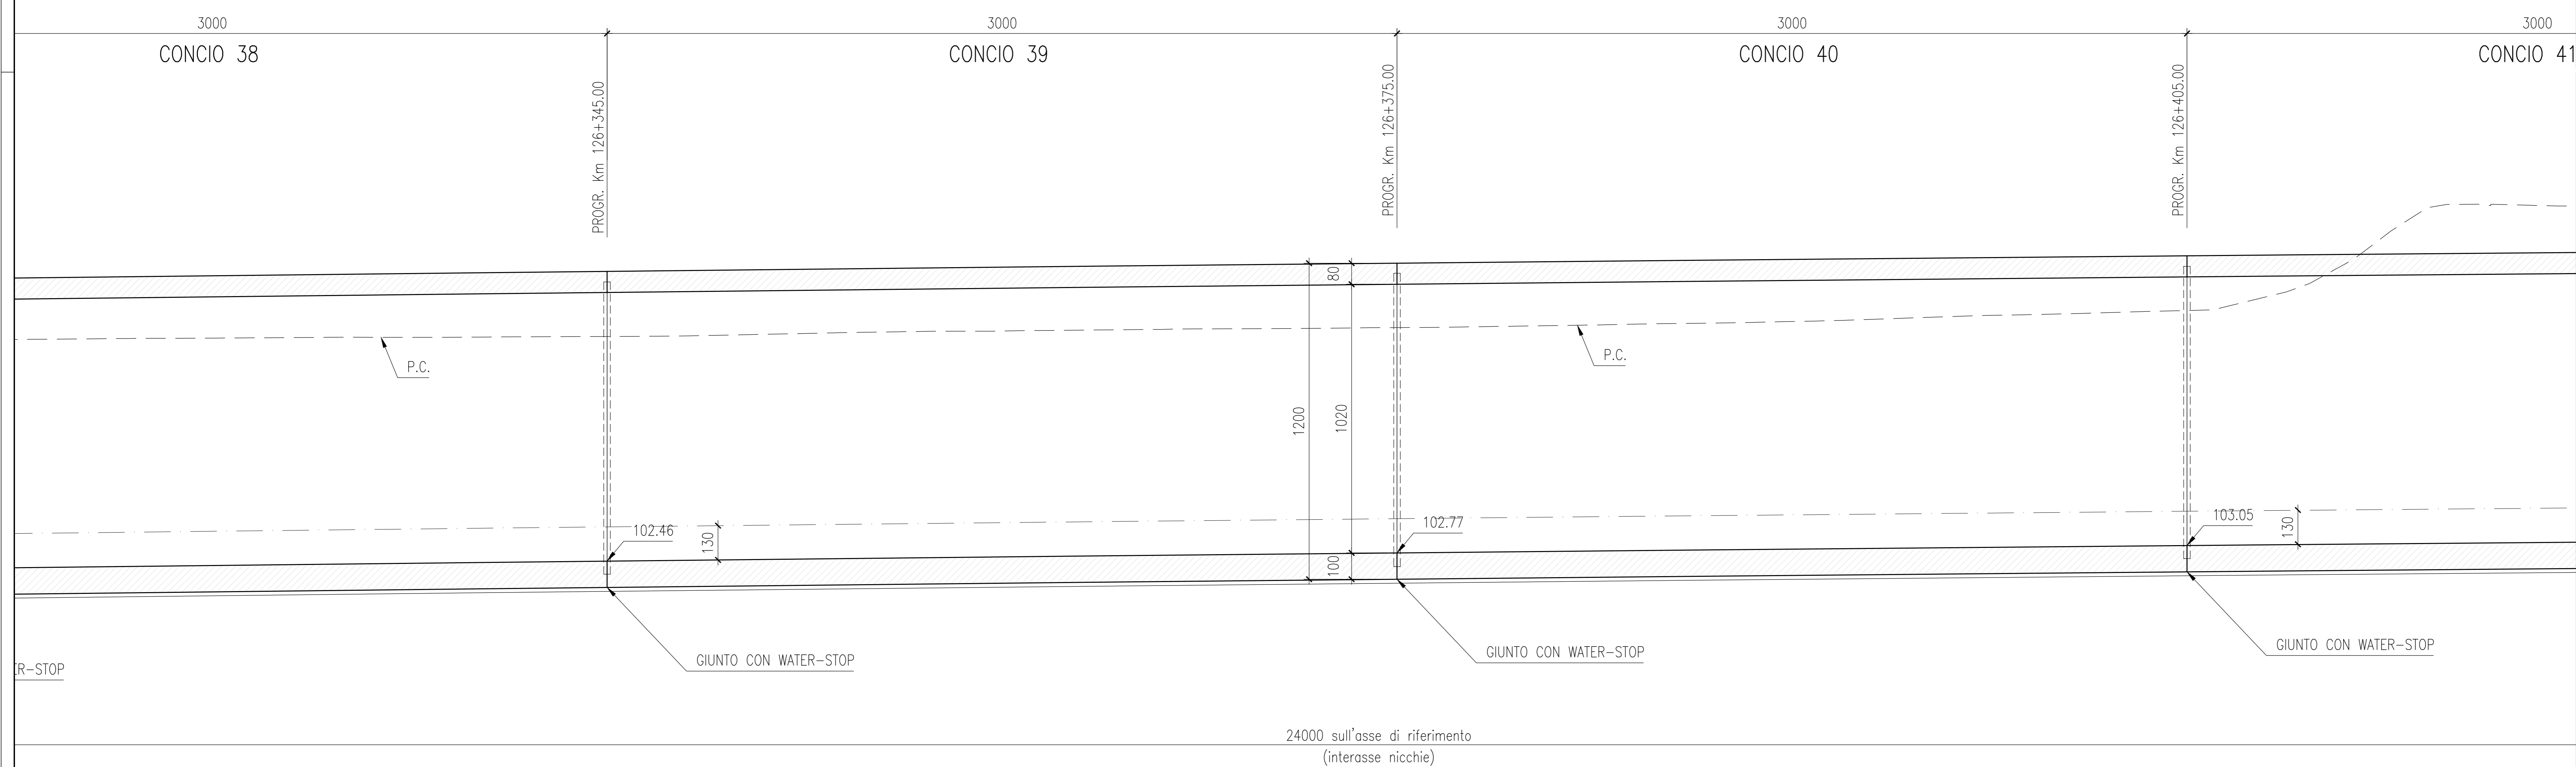 3000
3000
3000
3000
CONCIO 38
CONCIO 39
CONCIO 40
CONCIO 41
PROGR. Km 126+345.00
PROGR. Km 126+375.00
PROGR. Km 126+405.00
80
P.C.
P.C.
1200
1020
102.46
130
102.77
103.05
130
100
GIUNTO CON WATER-STOP
GIUNTO CON WATER-STOP
GIUNTO CON WATER-STOP
ER-STOP
24000 sull'asse di riferimento
(interasse nicchie)